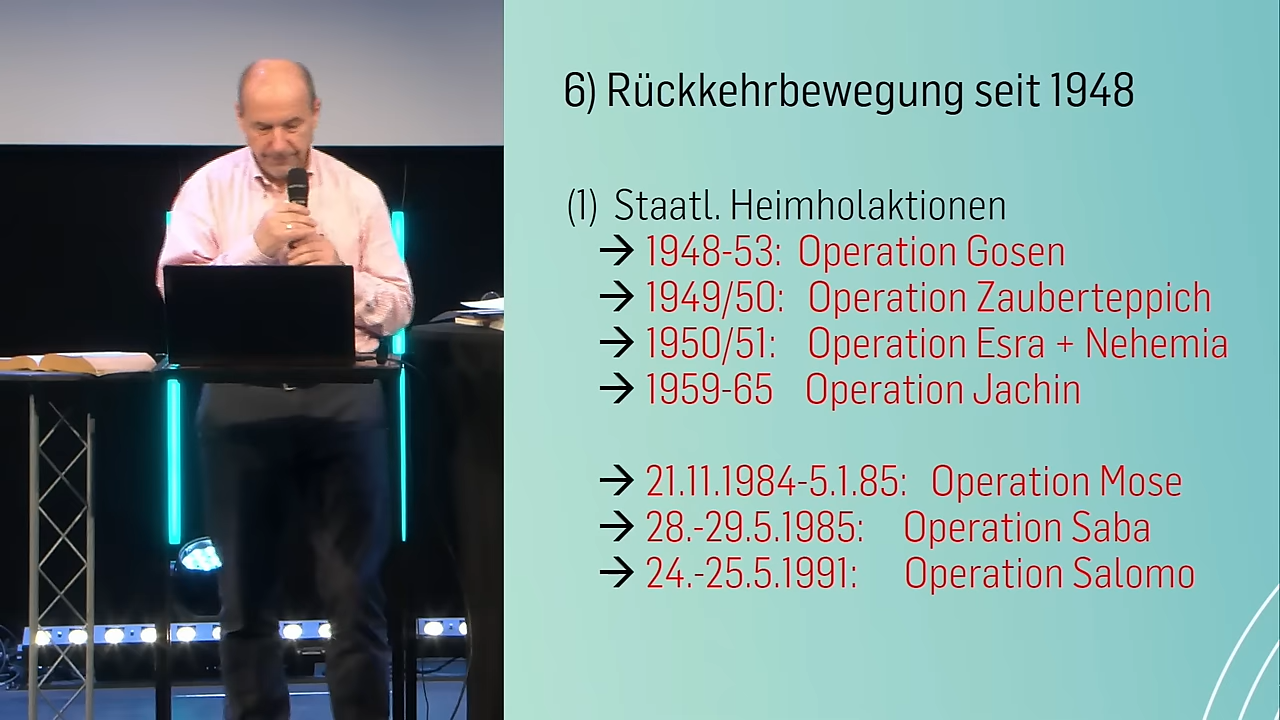 6) Rückkehrbewegung seit 1948
(1) Staatl. Heimholaktionen
→ 1948-53: Operation Gosen
→ 1949/50: Operation Zauberteppich
→ 1950/51: Operation Esra + Nehemia
→ 1959-65 Operation Jachin
→ 21.11.1984-5.1.85: Operation Mose
→ 28.-29.5.1985: Operation Saba
→ 24.-25.5.1991: Operation Salomo